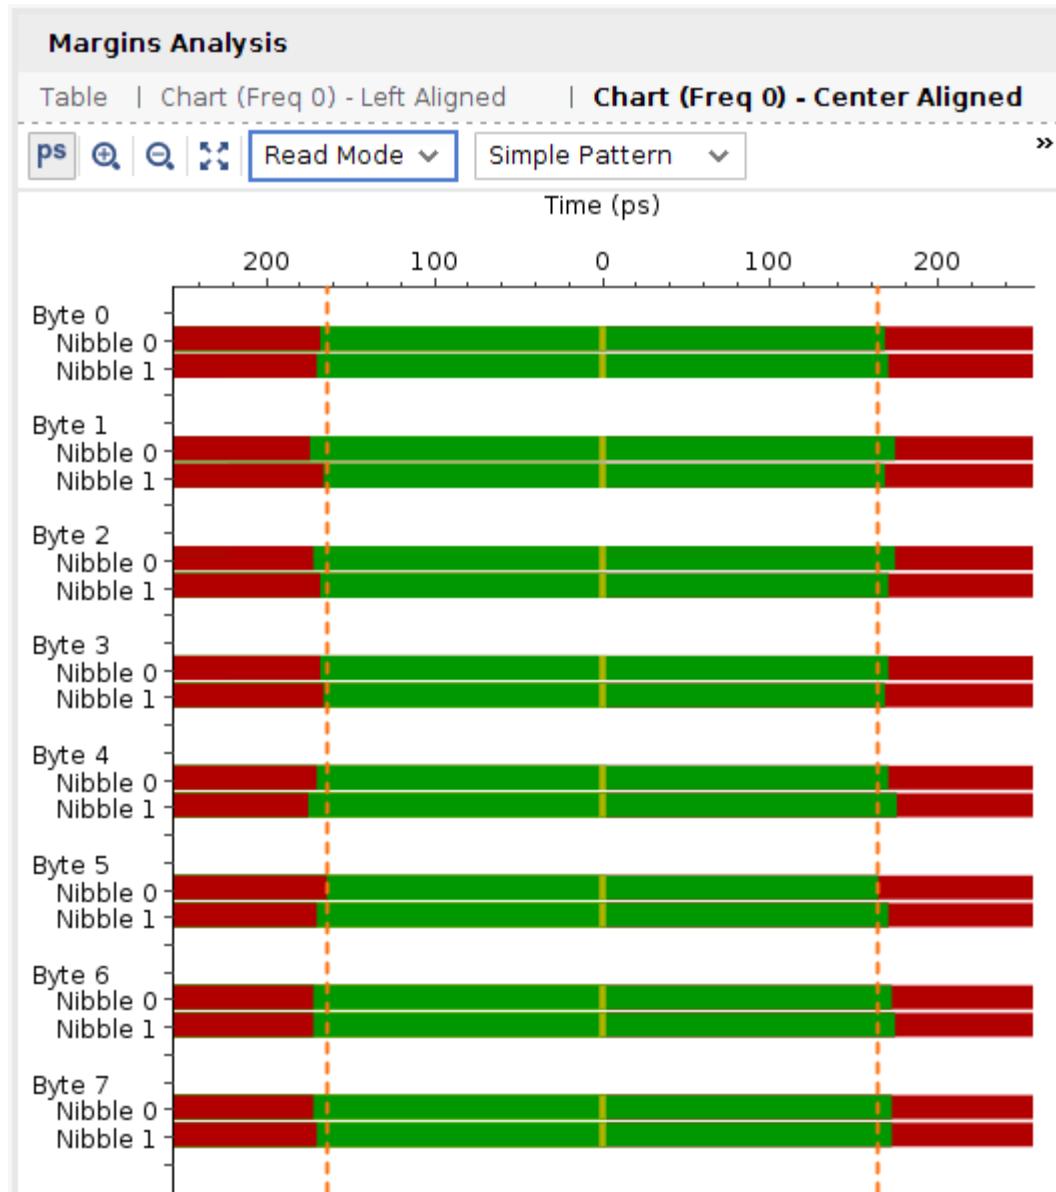 Margins Analysis
Table | Chart (Freq 0) - Left Aligned | Chart (Freq 0) - Center Aligned
ps Read Mode Simple Pattern »
Time (ps)
200 100 0 100 200
Byte 0
Nibble 0
Nibble 1
Byte 1
Nibble 0
Nibble 1
Byte 2
Nibble 0
Nibble 1
Byte 3
Nibble 0
Nibble 1
Byte 4
Nibble 0
Nibble 1
Byte 5
Nibble 0
Nibble 1
Byte 6
Nibble 0
Nibble 1
Byte 7
Nibble 0
Nibble 1